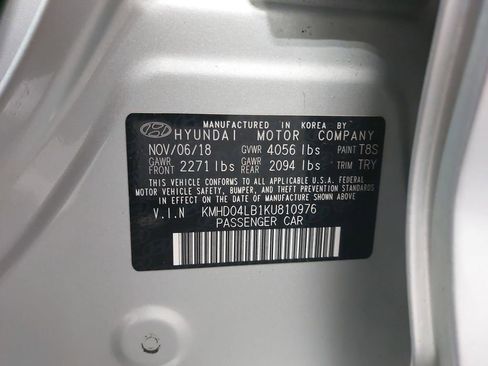 MANUFACTURED IN KOREA BY
HYUNDAI MOTOR COMPANY
NOV/06/18 GVWR 4056 lbs PAINT T8S
GAWR FRONT 2271 lbs GAWR REAR 2094 lbs TRIM TRY
THIS VEHICLE CONFORMS TO ALL APPLICABLE U.S.A. FEDERAL
MOTOR VEHICLE SAFETY, BUMPER, AND THEFT PREVENTION STANDARDS
IN EFFECT ON THE DATE OF MANUFACTURE SHOWN ABOVE.
V.I.N KMHD04LB1KU810976
PASSENGER CAR